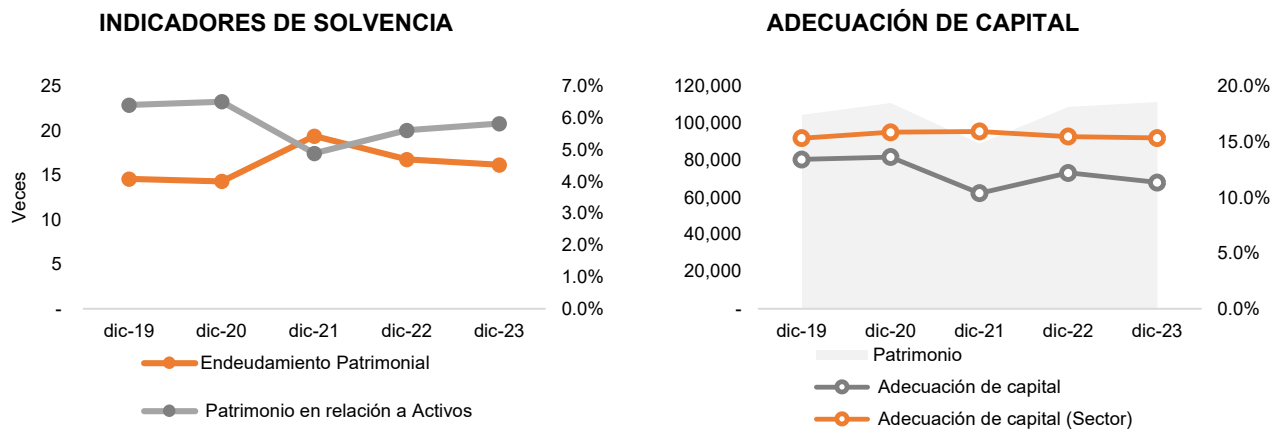 INDICADORES DE SOLVENCIA
25
20
15
10
5
-
Veces
7.0%
6.0%
5.0%
4.0%
3.0%
2.0%
1.0%
0.0%
dic-19 dic-20 dic-21 dic-22 dic-23
Endeudamiento Patrimonial
Patrimonio en relación a Activos
ADECUACIÓN DE CAPITAL
120,000
100,000
80,000
60,000
40,000
20,000
-
20.0%
15.0%
10.0%
5.0%
0.0%
dic-19 dic-20 dic-21 dic-22 dic-23
Patrimonio
Adecuación de capital
Adecuación de capital (Sector)